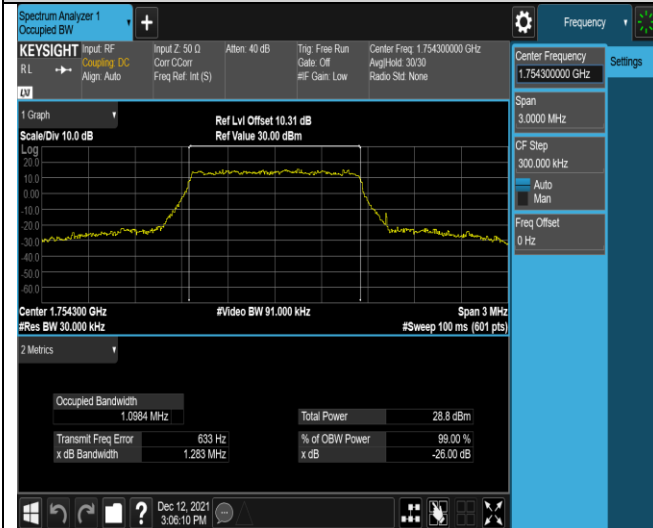 Spectrum Analyzer 1
Occupied BW
Frequency
KEYSIGHT
RL
LXI
Input: RF
Coupling: DC
Align: Auto
Input Z: 50 Ω
Corr CCorr
Freq Ref: Int (S)
Atten: 40 dB
Trig: Free Run
Gate: Off
#IF Gain: Low
Center Freq: 1.754300000 GHz
Avg|Hold: 30/30
Radio Std: None
Center Frequency
1.754300000 GHz
Settings
Span
3.0000 MHz
CF Step
300.000 kHz
Auto
Man
Freq Offset
0 Hz
1 Graph
Scale/Div 10.0 dB
Ref Lvl Offset 10.31 dB
Ref Value 30.00 dBm
Log
20.0
10.0
0.00
-10.0
-20.0
-30.0
-40.0
-50.0
-60.0
Center 1.754300 GHz
#Video BW 91.000 kHz
Span 3 MHz
#Res BW 30.000 kHz
#Sweep 100 ms (601 pts)
2 Metrics
Occupied Bandwidth
1.0984 MHz
Total Power 28.8 dBm
Transmit Freq Error 633 Hz
% of OBW Power 99.00 %
x dB Bandwidth 1.283 MHz
x dB -26.00 dB
?
Dec 12, 2021
3:06:10 PM